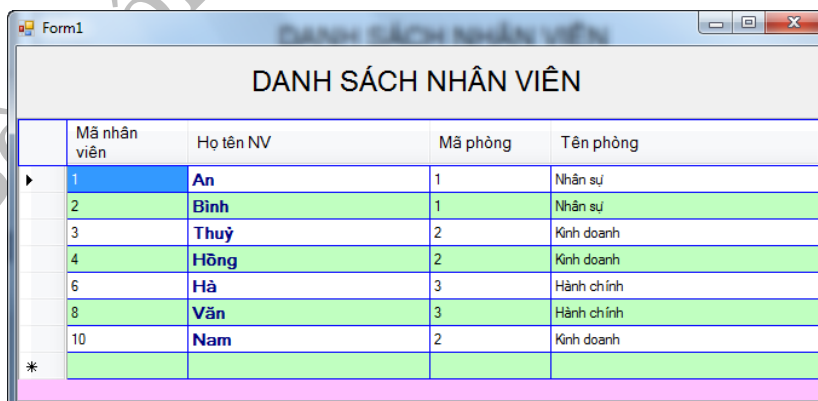 Form1
DANH SÁCH NHÂN VIÊN
Mã nhân viên Họ tên NV Mã phòng Tên phòng
1 An 1 Nhân sự
2 Bình 1 Nhân sự
3 Thuỷ 2 Kinh doanh
4 Hồng 2 Kinh doanh
6 Hà 3 Hành chính
8 Văn 3 Hành chính
10 Nam 2 Kinh doanh